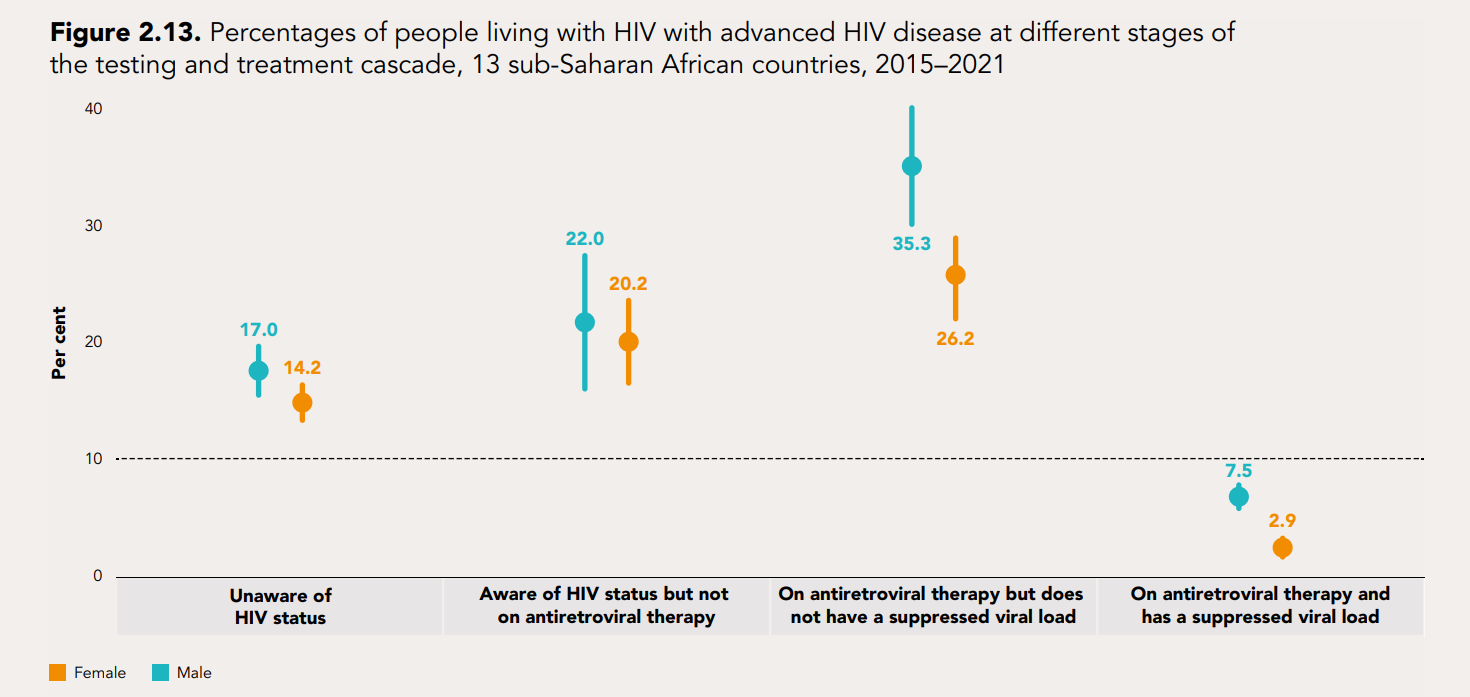 Figure 2.13. Percentages of people living with HIV with advanced HIV disease at different stages of
the testing and treatment cascade, 13 sub-Saharan African countries, 2015–2021
40
30
20
10
0
Per cent
17.0
14.2
22.0
20.2
35.3
26.2
7.5
2.9
Unaware of
HIV status
Aware of HIV status but not
on antiretroviral therapy
On antiretroviral therapy but does
not have a suppressed viral load
On antiretroviral therapy and
has a suppressed viral load
Female
Male